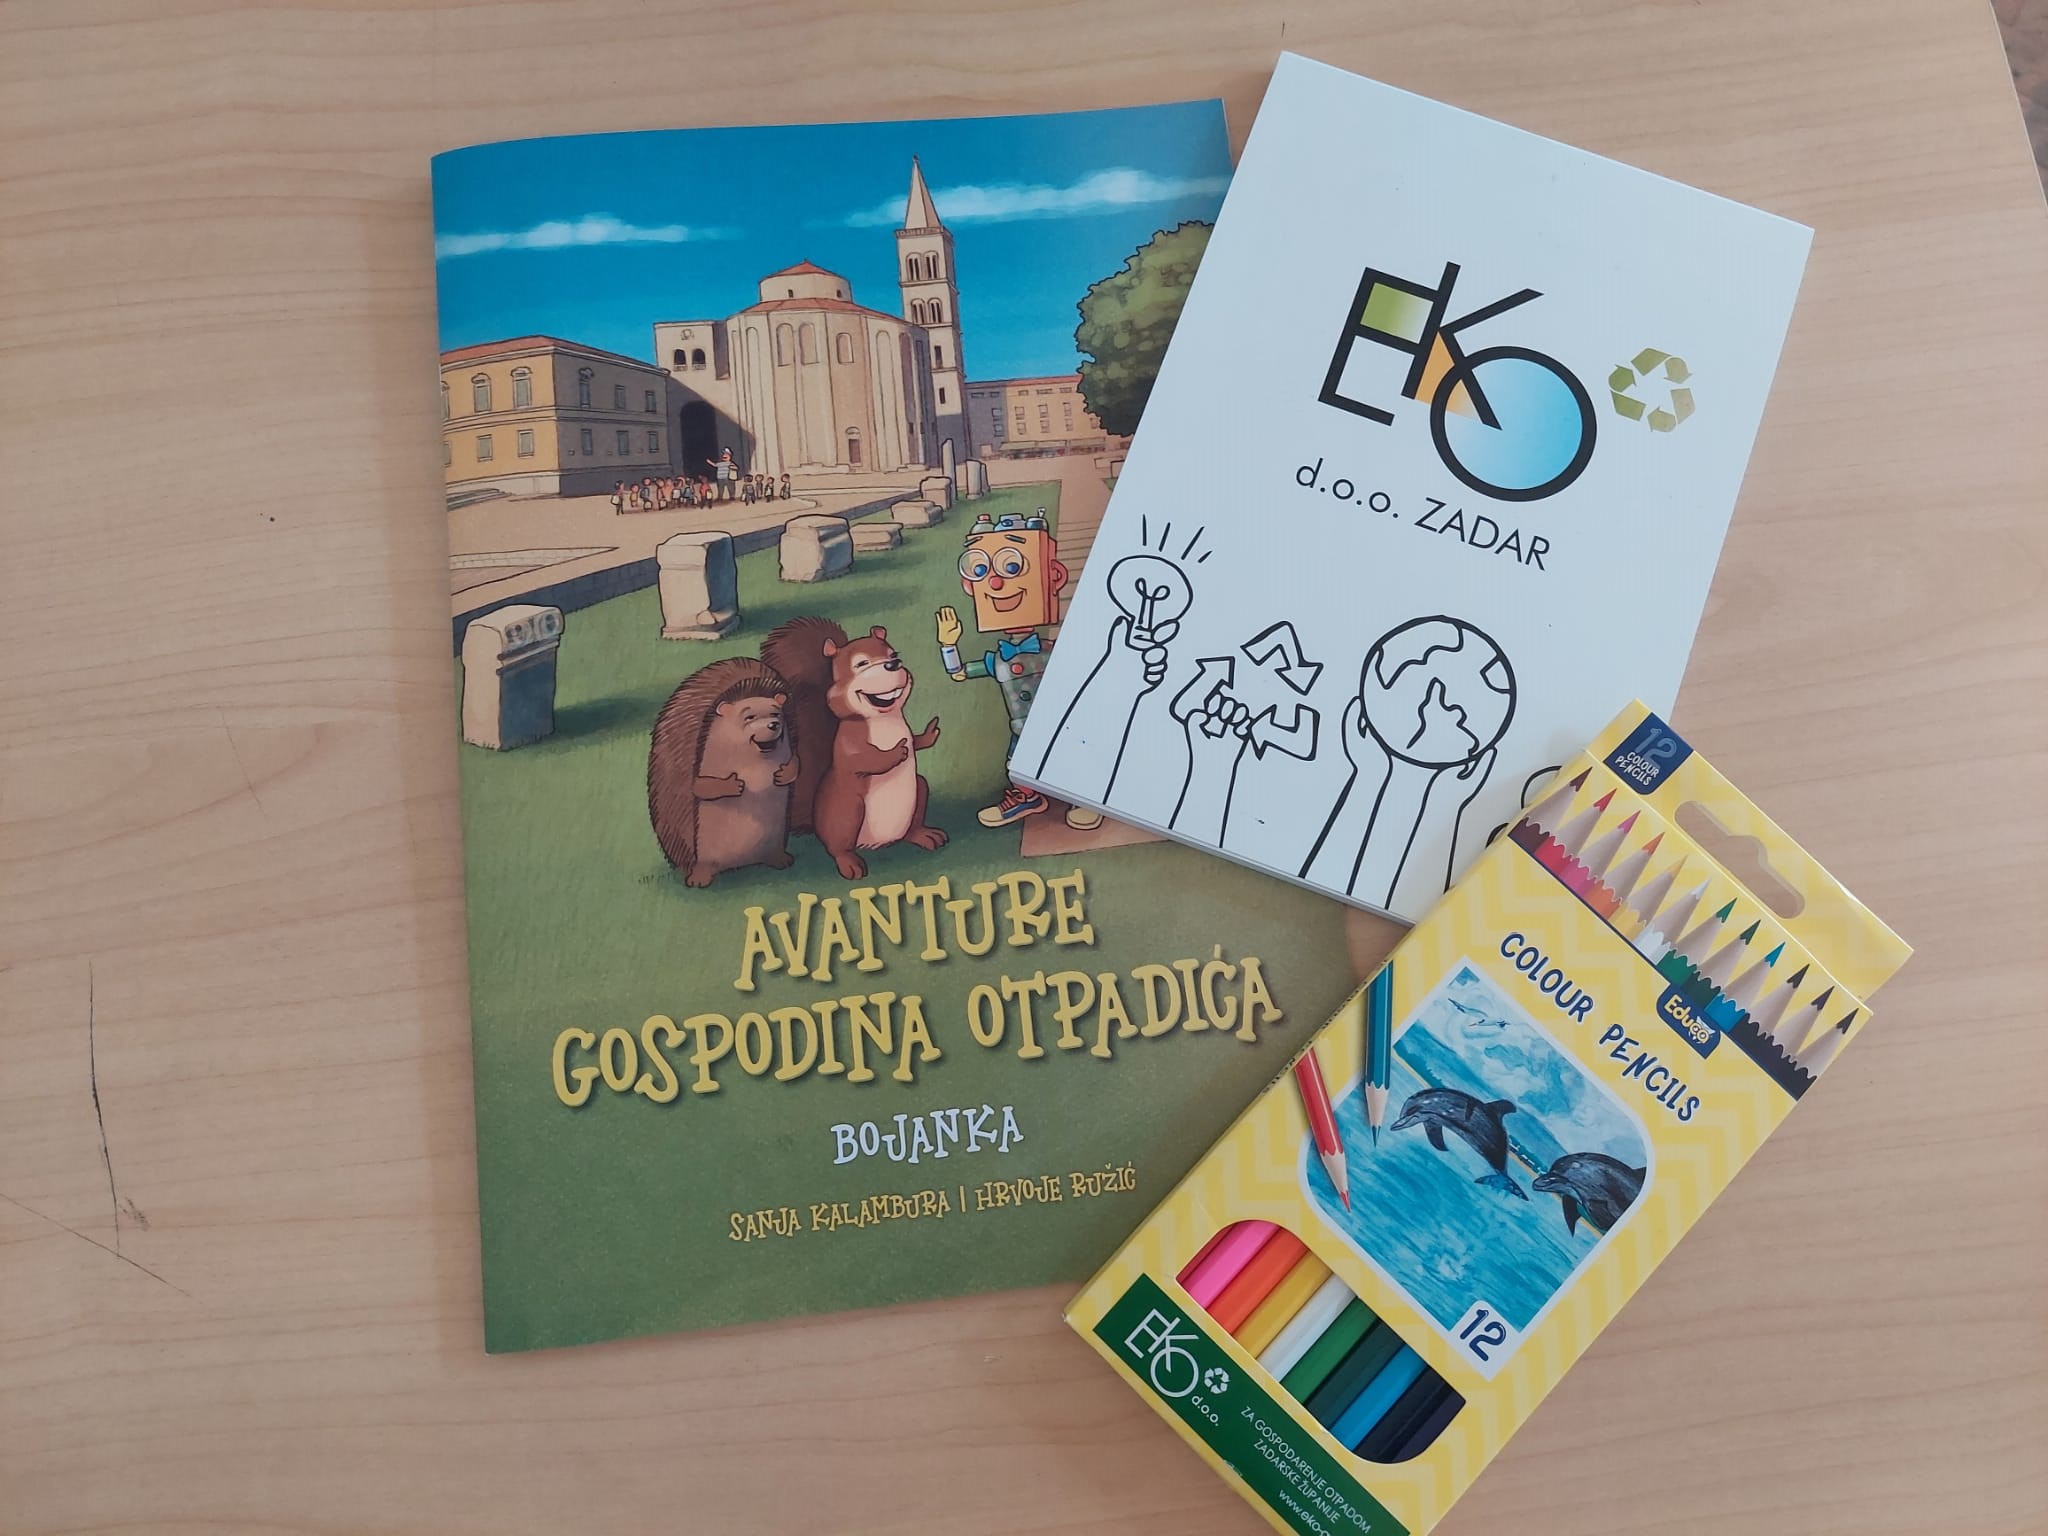 AVANTURE
GOSPODINA OTPADIĆA
BOJANKA
SANJA KALAMBURA | HRVOJE RUŽIĆ
EKO
d.o.o. ZADAR
12
COLOUR
PENCILS
Educa
COLOUR PENCILS
12
EKO
d.o.o.
ZA GOSPODARENJE OTPADOM
ZADARSKE ŽUPANIJE